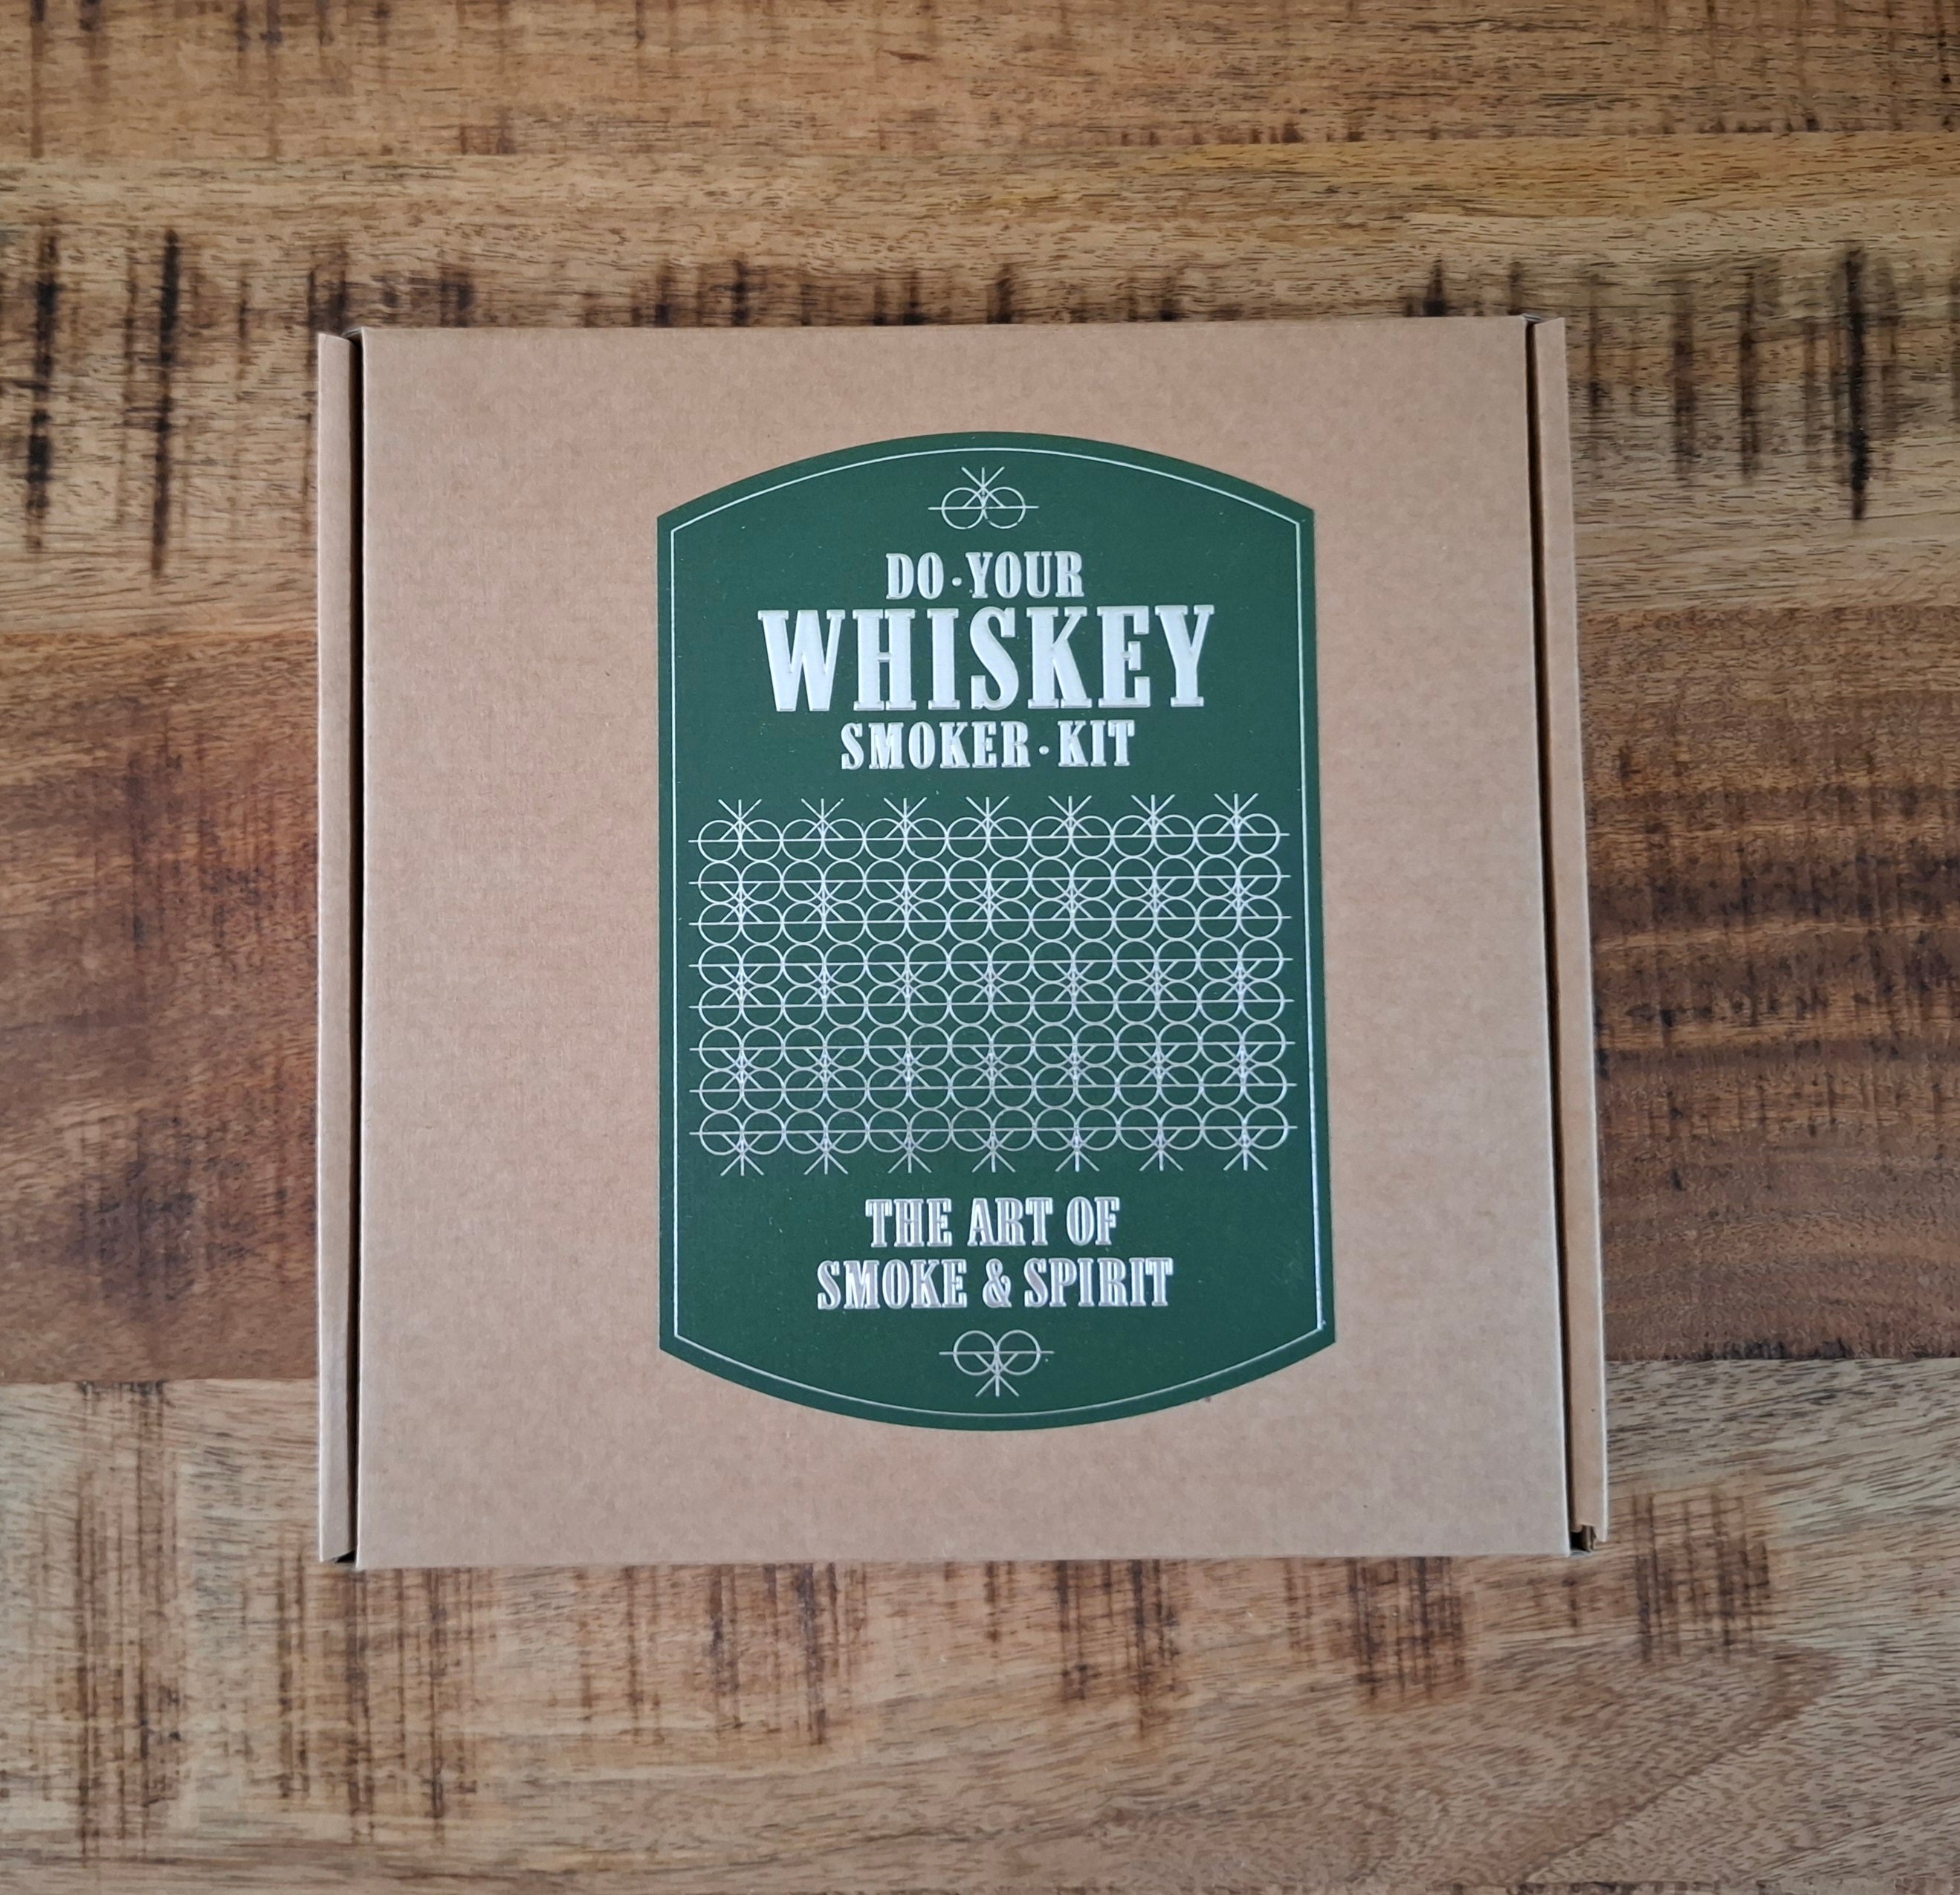 DO·YOUR
WHISKEY
SMOKER·KIT
THE ART OF
SMOKE & SPIRIT